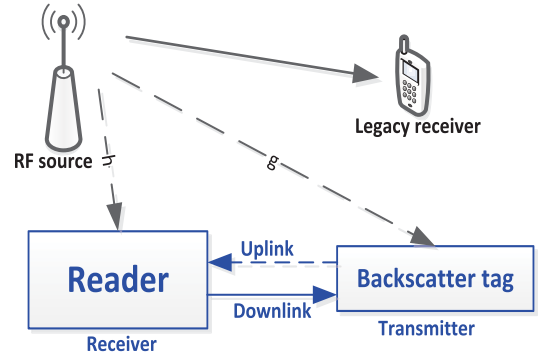 Legacy receiver
RF source
h
g
Uplink
Reader
Backscatter tag
Downlink
Transmitter
Receiver